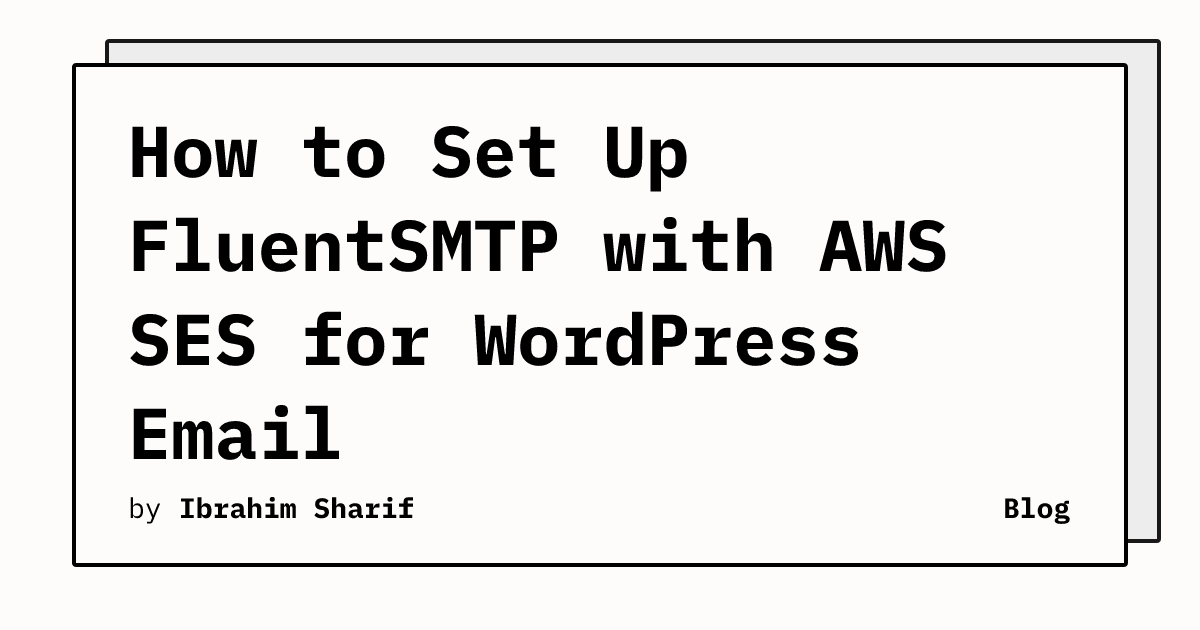 How to Set Up
FluentSMTP with AWS
SES for WordPress
Email
by Ibrahim Sharif
Blog